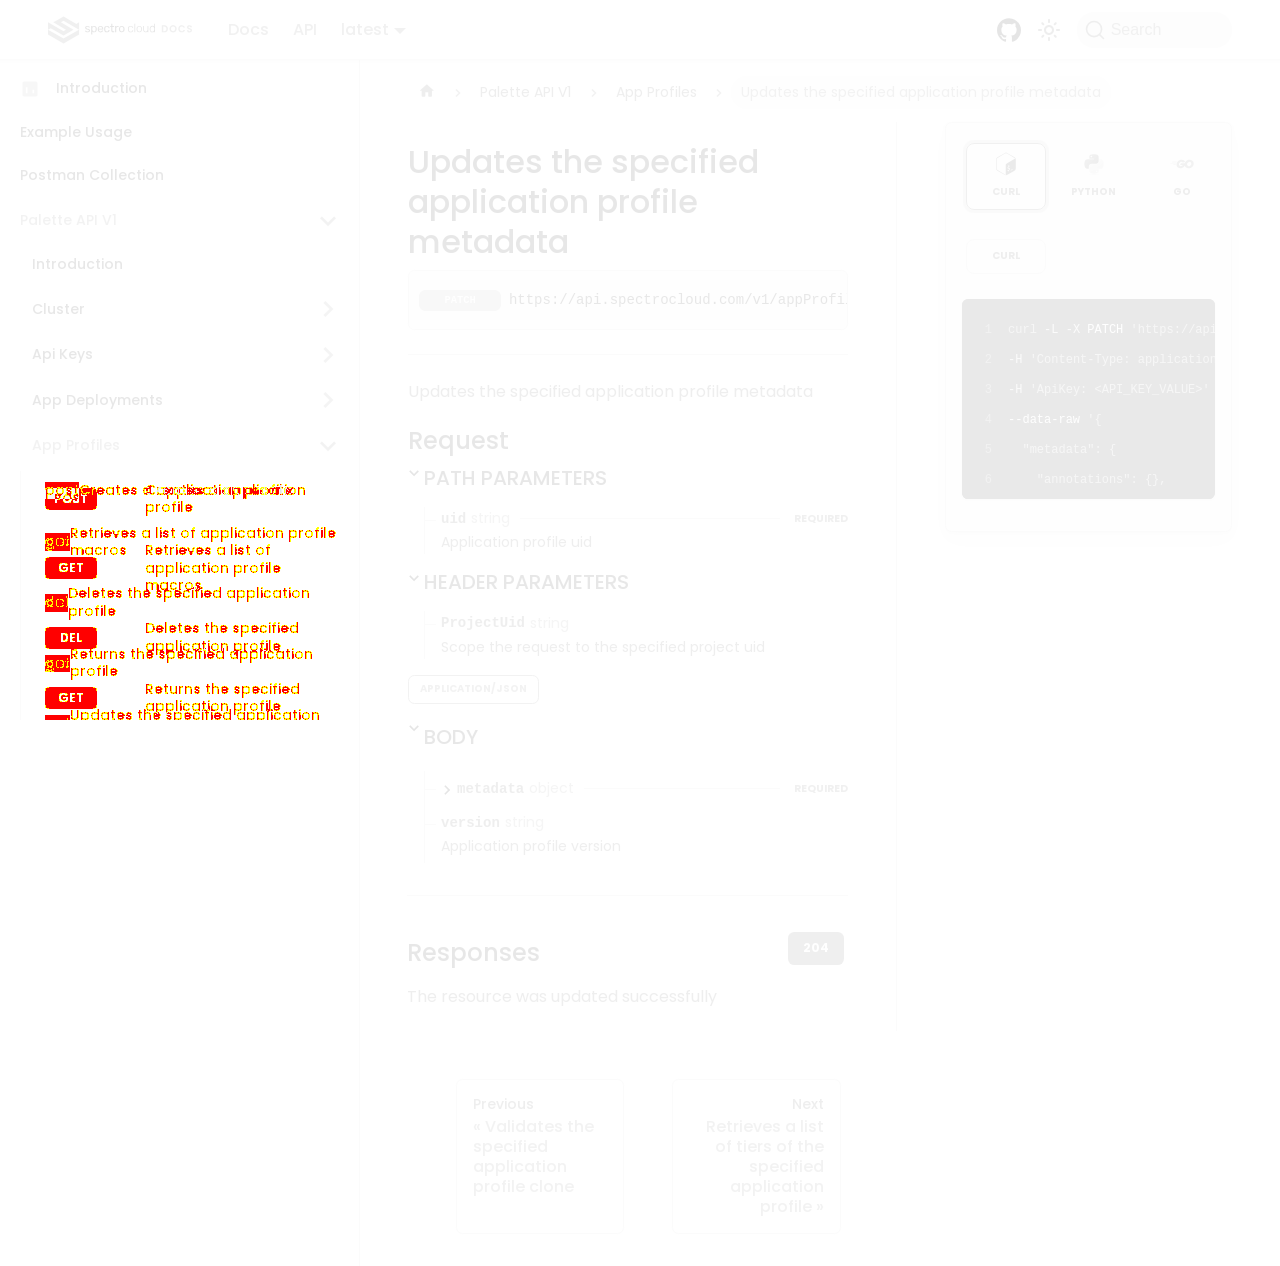 spectro cloud DOCS
Docs API latest
Search
Introduction
Example Usage
Postman Collection
Palette API V1
Introduction
Cluster
Api Keys
App Deployments
App Profiles
POST
profile
Retrieves a list of application profile
macros
GET
Retrieves a list of
application profile
macros
Deletes the specified application
profile
DEL
Deletes the specified
application profile
Returns the specified application
profile
GET
Returns the specified
application profile
Updates the specified application
Palette API V1 App Profiles Updates the specified application profile metadata
Updates the specified
application profile
metadata
PATCH https://api.spectrocloud.com/v1/appProfi
Updates the specified application profile metadata
Request
PATH PARAMETERS
uid string REQUIRED
Application profile uid
HEADER PARAMETERS
ProjectUid string
Scope the request to the specified project uid
APPLICATION/JSON
BODY
metadata object REQUIRED
version string
Application profile version
Responses
204
The resource was updated successfully
Previous
« Validates the
specified
application
profile clone
Next
Retrieves a list
of tiers of the
specified
application
profile »
CURL PYTHON GO
CURL
1 curl -L -X PATCH 'https://api
2 -H 'Content-Type: application
3 -H 'ApiKey: <API_KEY_VALUE>'
4 --data-raw '{
5 "metadata": {
6 "annotations": {},